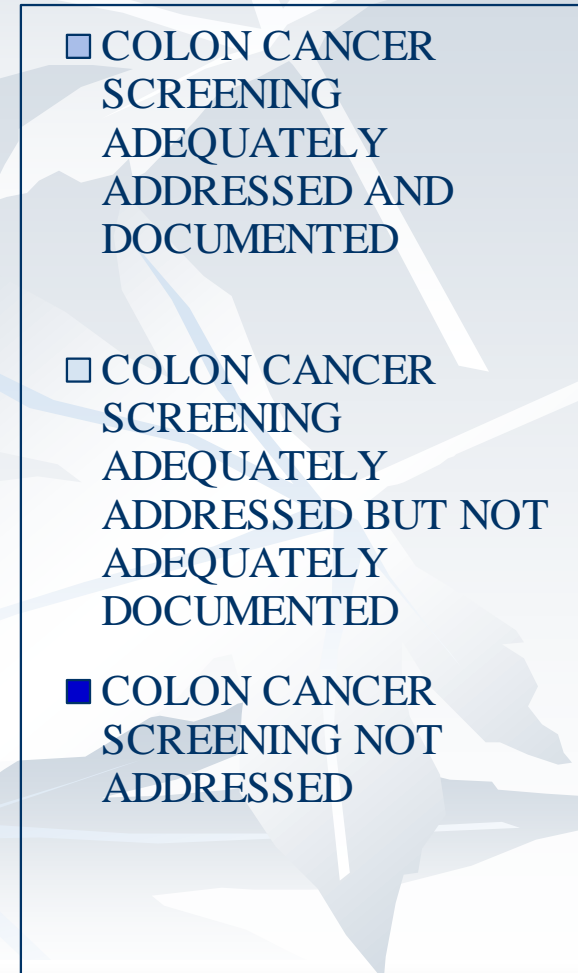 COLON CANCER
SCREENING
ADEQUATELY
ADDRESSED AND
DOCUMENTED
COLON CANCER
SCREENING
ADEQUATELY
ADDRESSED BUT NOT
ADEQUATELY
DOCUMENTED
COLON CANCER
SCREENING NOT
ADDRESSED